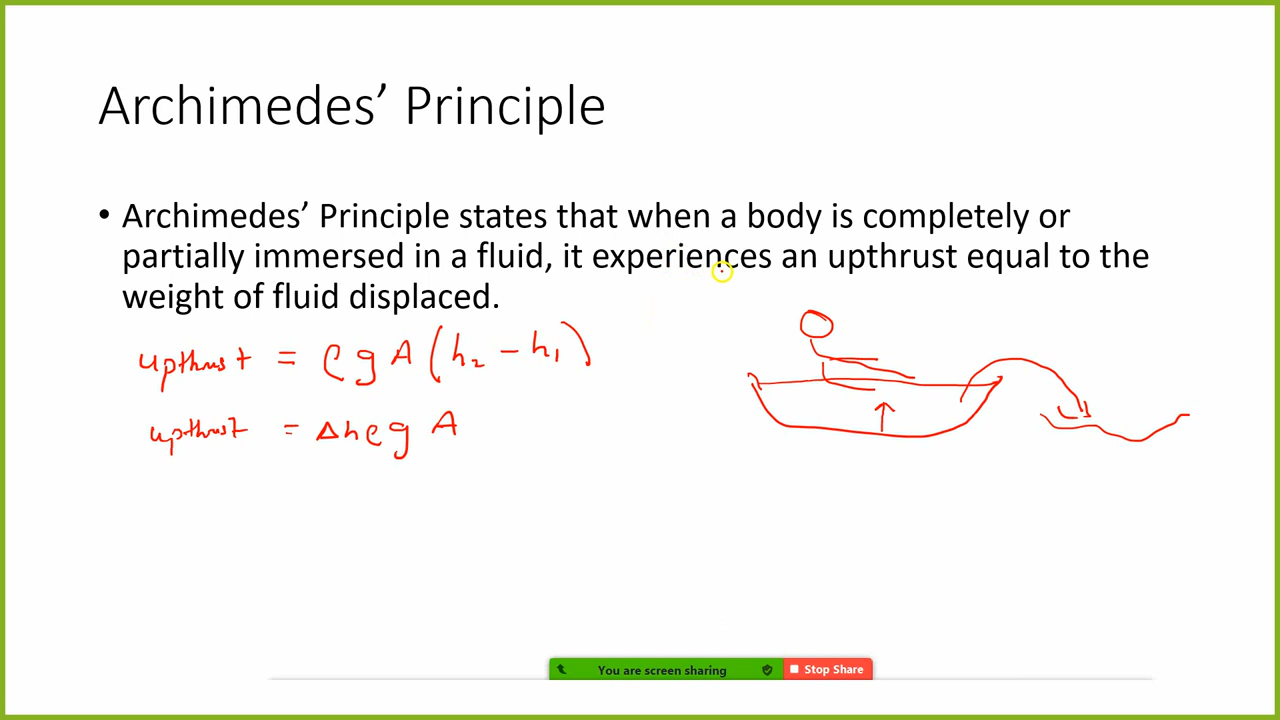 Archimedes’ Principle
• Archimedes’ Principle states that when a body is completely or
partially immersed in a fluid, it experiences an upthrust equal to the
weight of fluid displaced.
upthrust = ρgA(h₂ − h₁)
upthrust = Δhρg A
You are screen sharing
Stop Share